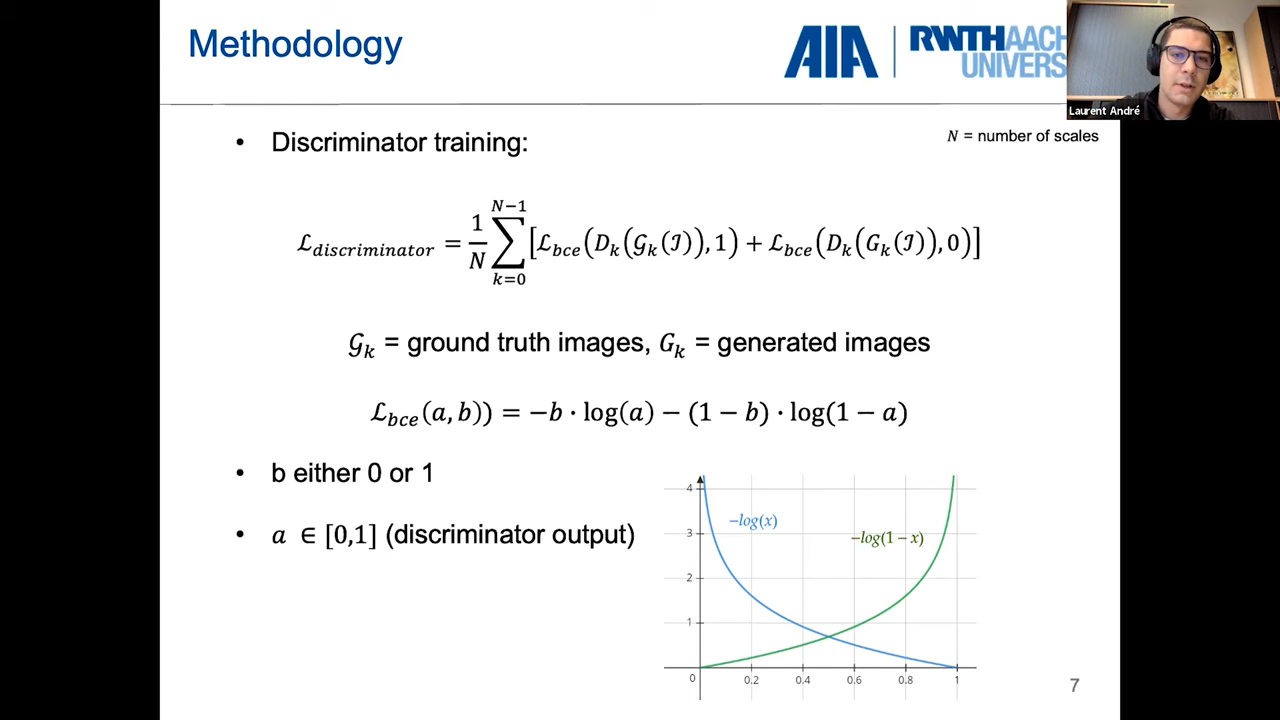 Methodology
AIA
RWTHAACH
UNIVERS
Laurent André
N = number of scales
• Discriminator training:
ℒ_discriminator = 1/N ∑_{k=0}^{N−1} [ℒ_bce(D_k(𝒢_k(ℐ)), 1) + ℒ_bce(D_k(G_k(ℐ)), 0)]
𝒢_k = ground truth images, G_k = generated images
ℒ_bce(a, b)) = −b · log(a) − (1 − b) · log(1 − a)
• b either 0 or 1
• a ∈ [0,1] (discriminator output)
4
−log(x)
3
−log(1 − x)
2
1
0 0.2 0.4 0.6 0.8 1
7